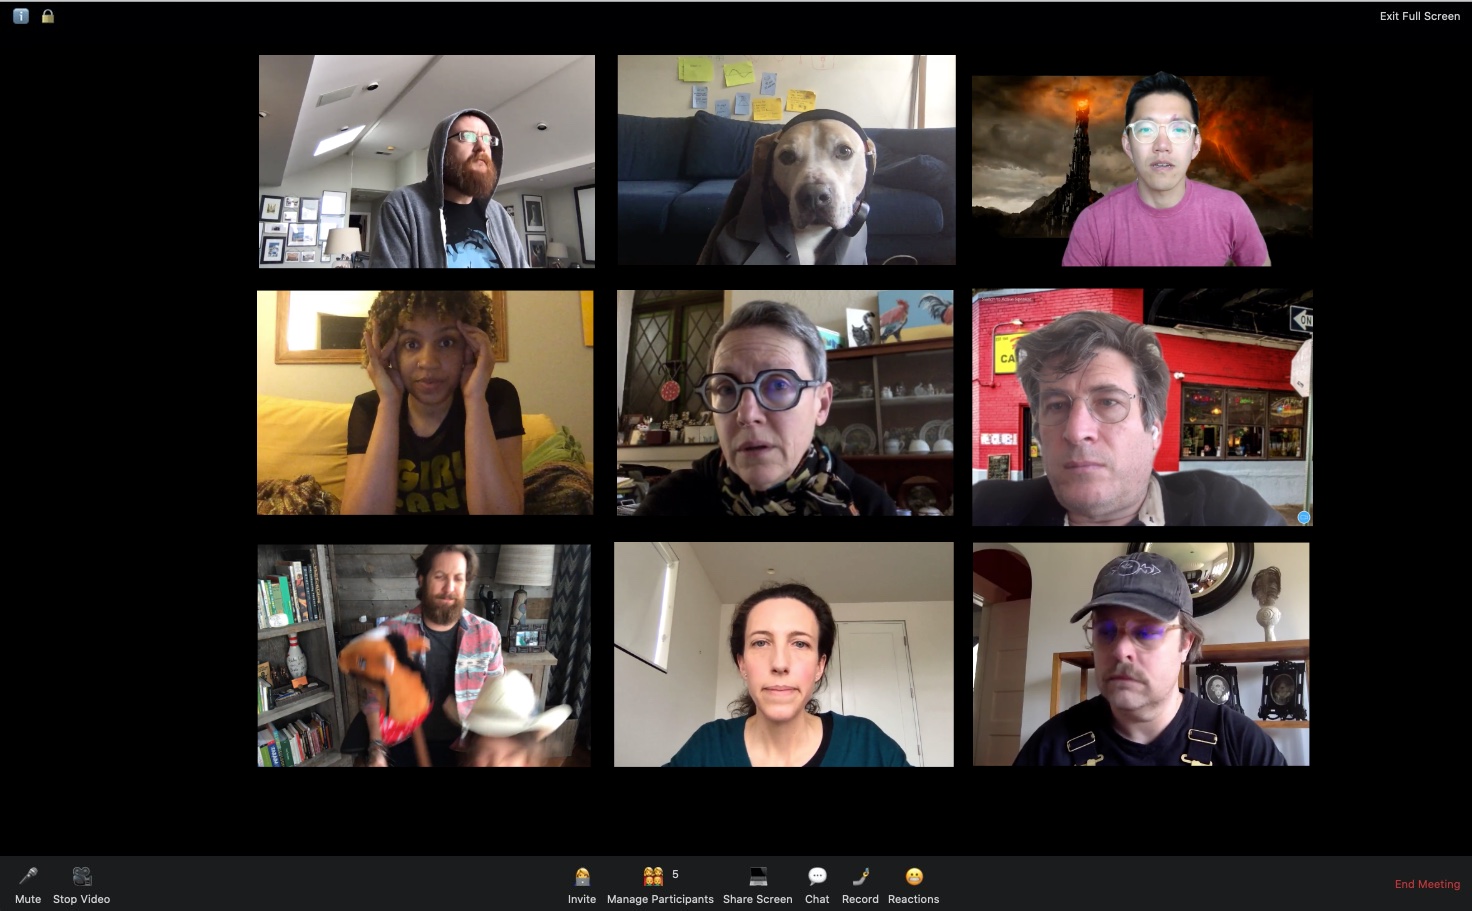 Exit Full Screen
CA
ON
GIRL
Mute
Stop Video
Invite
5
Manage Participants
Share Screen
Chat
Record
Reactions
End Meeting